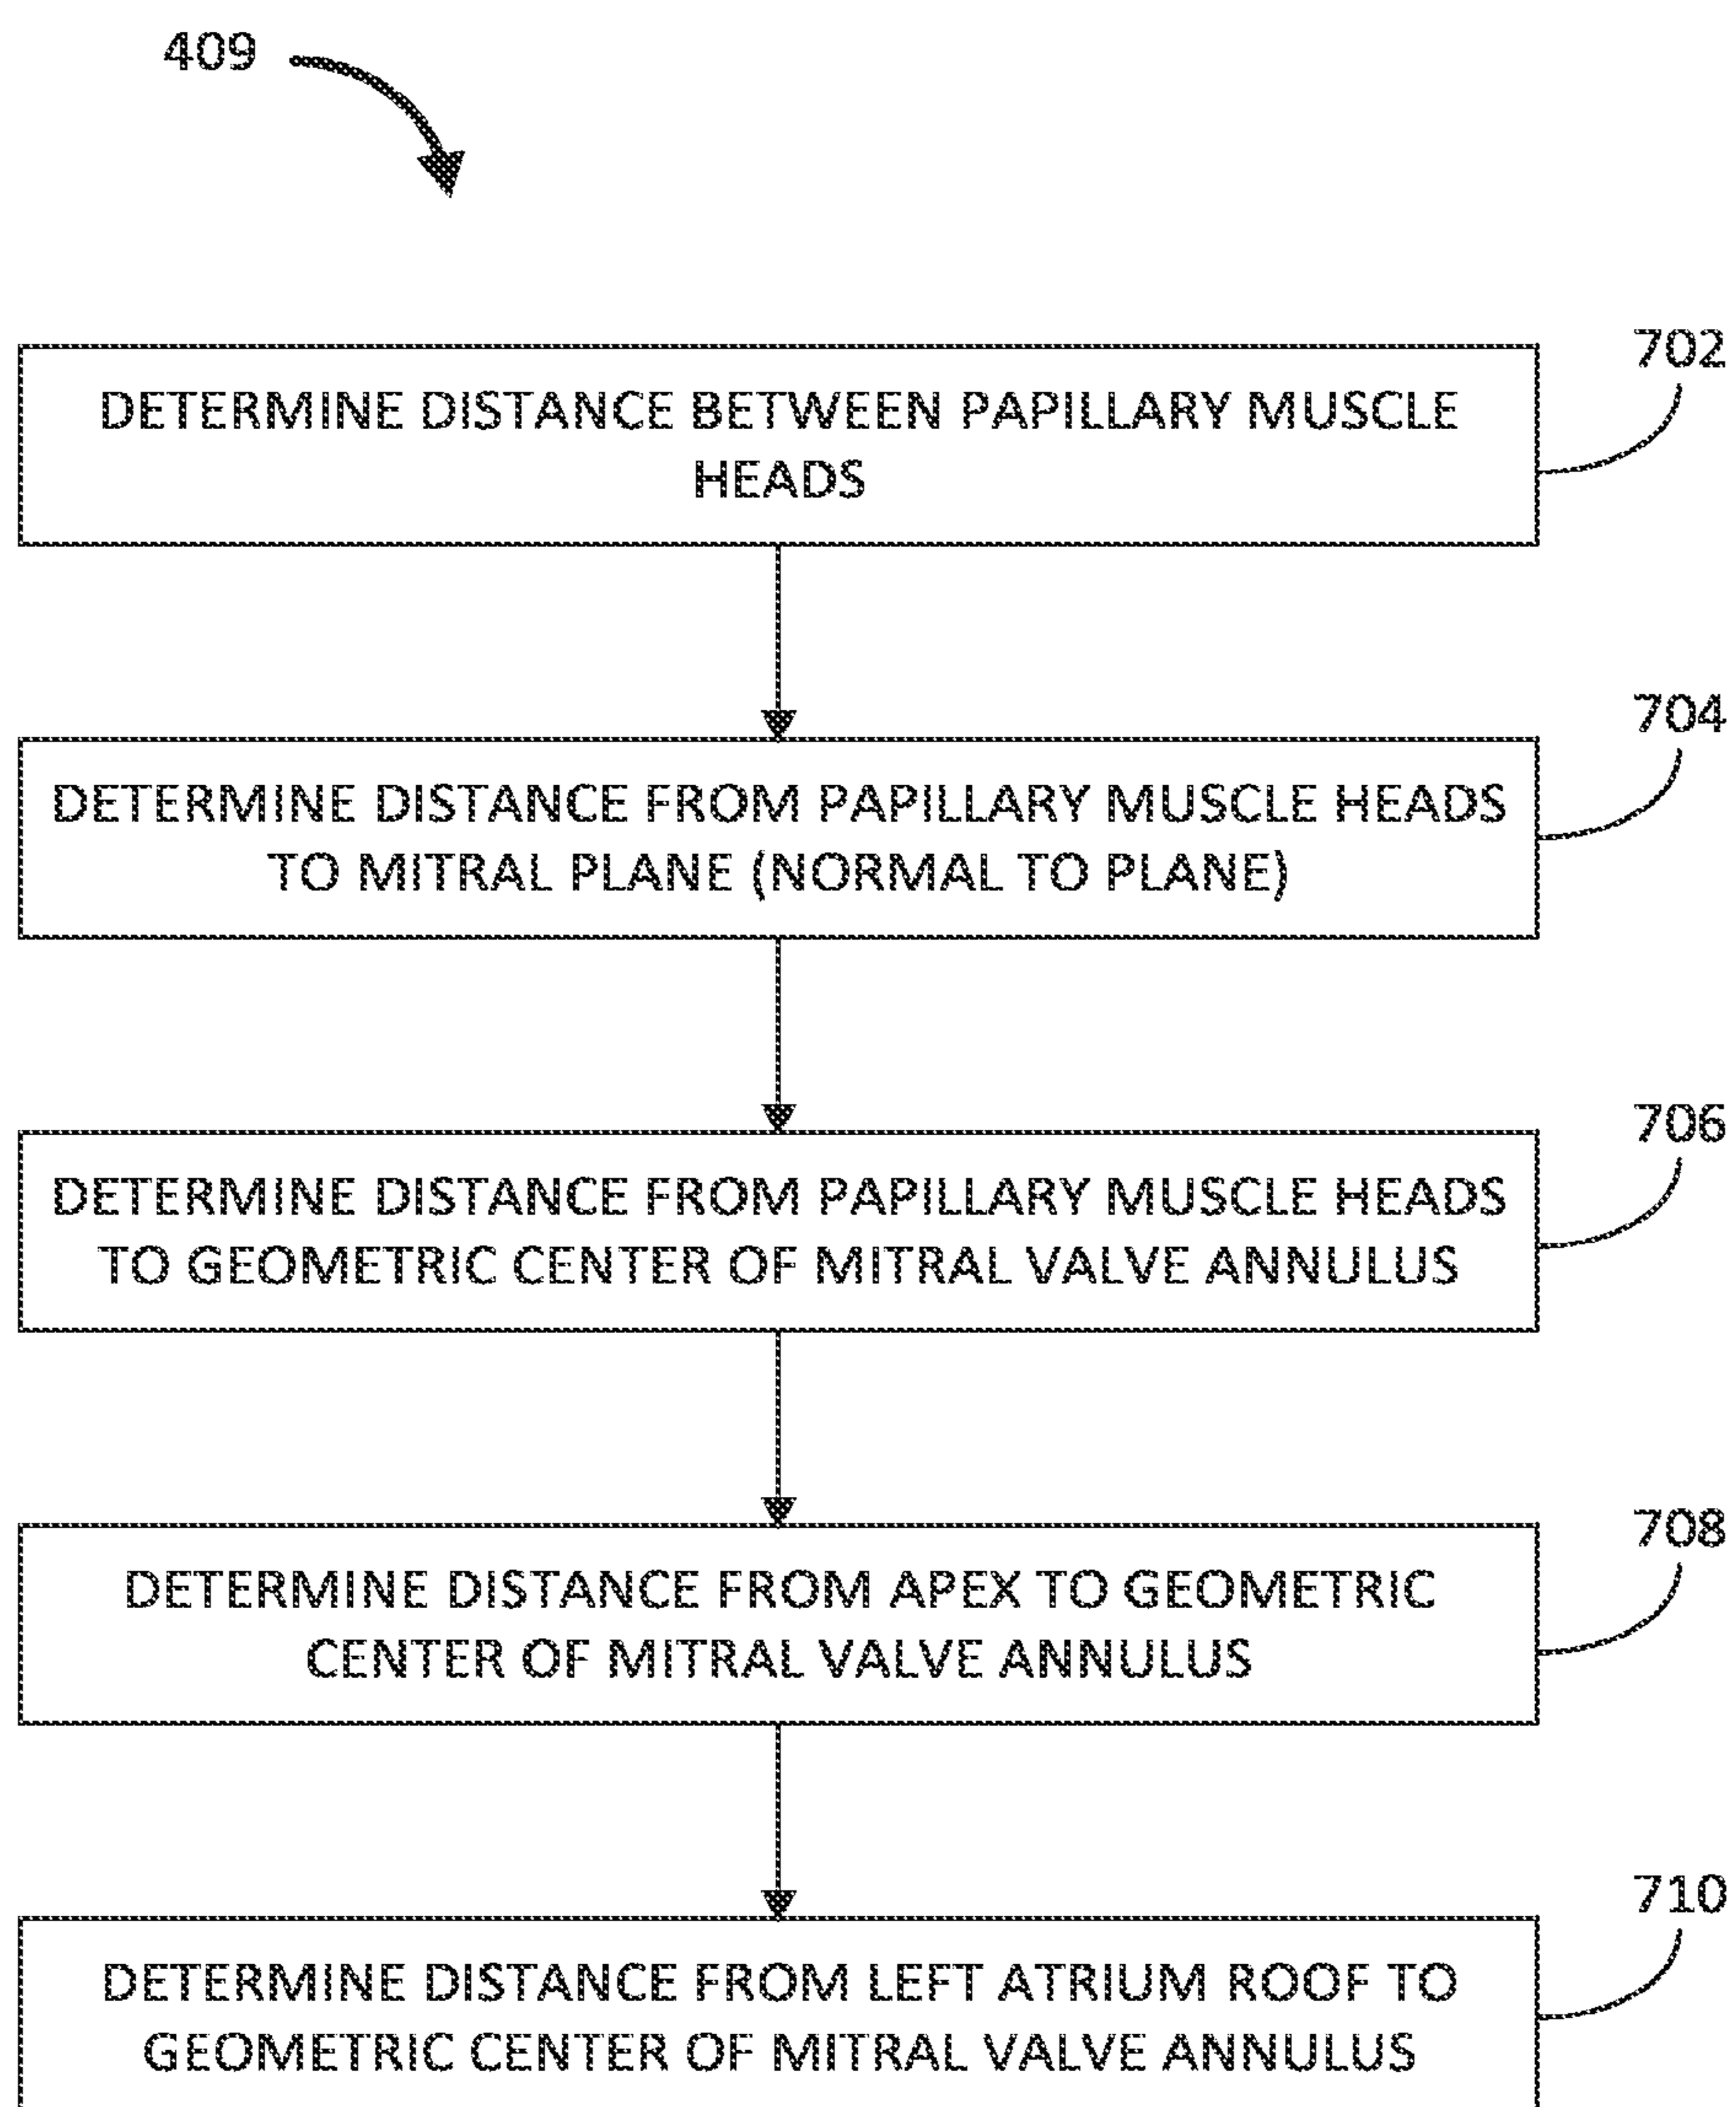 409
702
DETERMINE DISTANCE BETWEEN PAPILLARY MUSCLE
HEADS
704
DETERMINE DISTANCE FROM PAPILLARY MUSCLE HEADS
TO MITRAL PLANE (NORMAL TO PLANE)
706
DETERMINE DISTANCE FROM PAPILLARY MUSCLE HEADS
TO GEOMETRIC CENTER OF MITRAL VALVE ANNULUS
708
DETERMINE DISTANCE FROM APEX TO GEOMETRIC
CENTER OF MITRAL VALVE ANNULUS
710
DETERMINE DISTANCE FROM LEFT ATRIUM ROOF TO
GEOMETRIC CENTER OF MITRAL VALVE ANNULUS